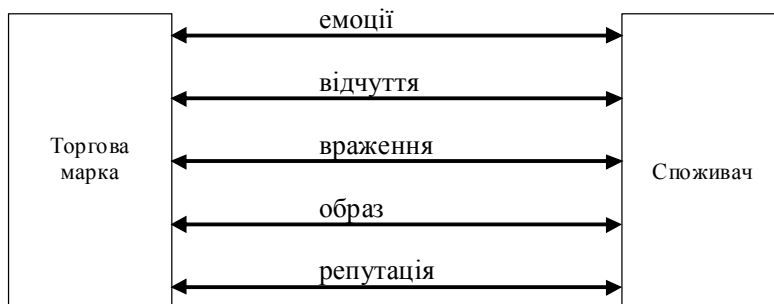 емоції
відчуття
Торгова
марка
враження
Споживач
образ
репутація